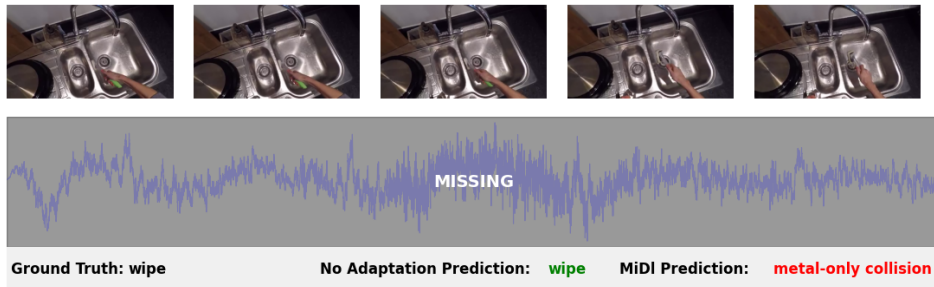 MISSING
Ground Truth: wipe No Adaptation Prediction: wipe MiDl Prediction: metal-only collision